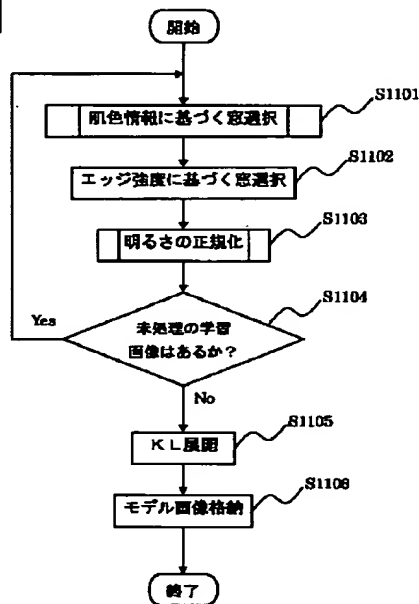 開始
S1101
肌色情報に基づく窓選択
S1102
エッジ強度に基づく窓選択
S1103
明るさの正規化
S1104
未処理の学習
画像はあるか?
Yes
No
S1105
KL展開
S1106
モデル画像格納
終了